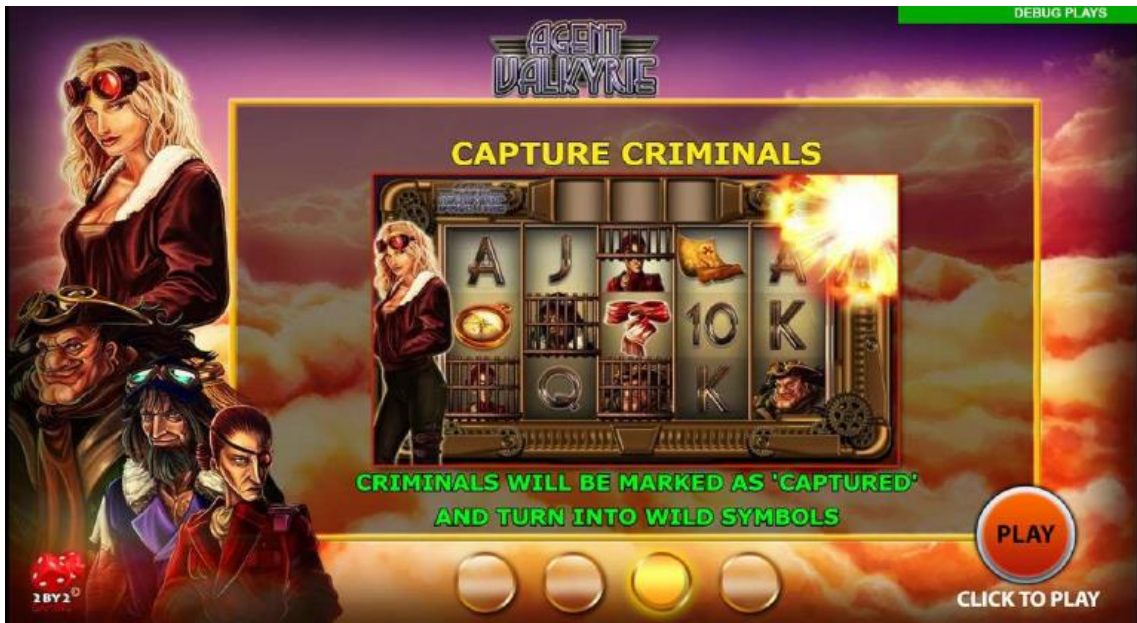 DEBUG PLAYS
AGENT
VALKYRIE
CAPTURE CRIMINALS
A J A
10 K
Q K
CRIMINALS WILL BE MARKED AS 'CAPTURED'
AND TURN INTO WILD SYMBOLS
PLAY
CLICK TO PLAY
2BY2©
GAMING